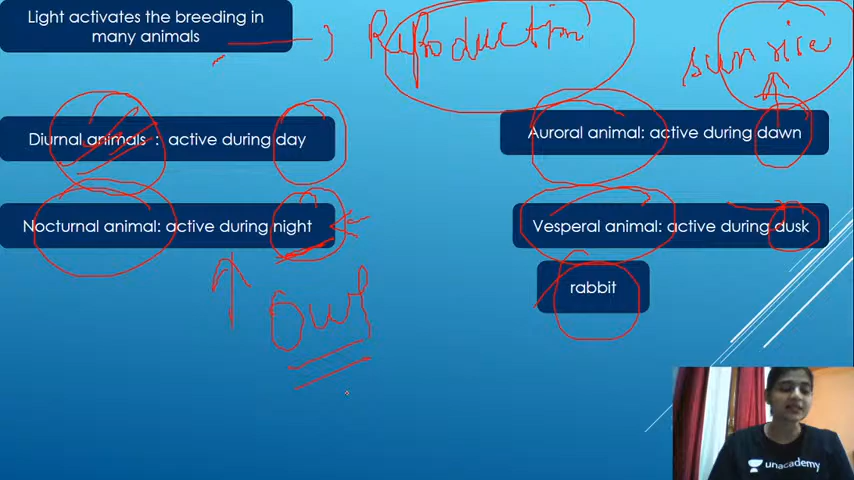 Light activates the breeding in
many animals
Reproduction
sunrise
Diurnal animals : active during day
Auroral animal: active during dawn
Nocturnal animal: active during night
Vesperal animal: active during dusk
rabbit
owl
unacademy